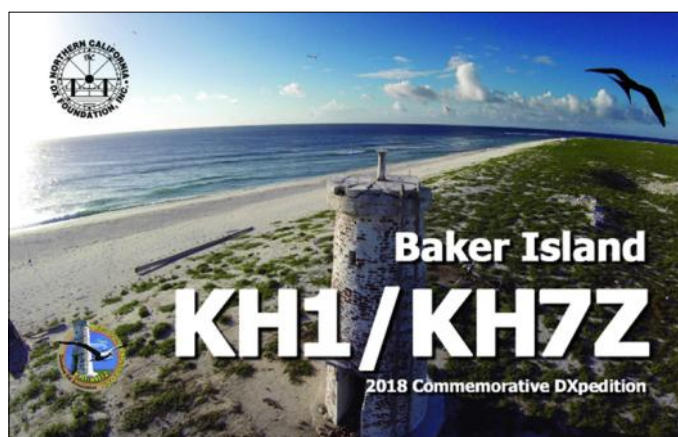 NORTHERN CALIFORNIA
DX FOUNDATION, INC.
Baker Island
KH1/KH7Z
2018 Commemorative DXpedition